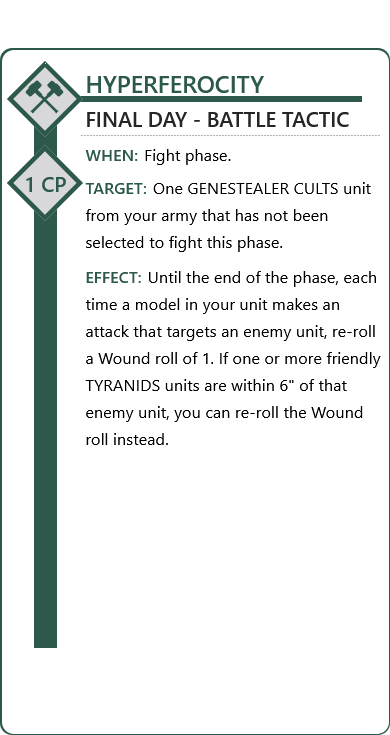 HYPERFEROCITY
FINAL DAY - BATTLE TACTIC
WHEN: Fight phase.
1 CP
TARGET: One GENESTEALER CULTS unit
from your army that has not been
selected to fight this phase.
EFFECT: Until the end of the phase, each
time a model in your unit makes an
attack that targets an enemy unit, re-roll
a Wound roll of 1. If one or more friendly
TYRANIDS units are within 6" of that
enemy unit, you can re-roll the Wound
roll instead.